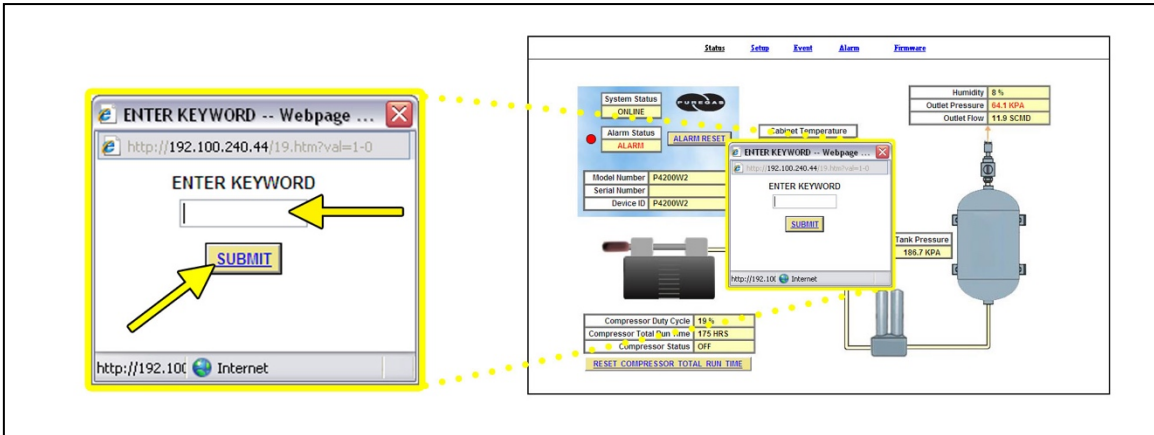 ENTER KEYWORD -- Webpage ...
http://192.100.240.44/19.htm?val=1-0
ENTER KEYWORD
SUBMIT
http://192.10
Internet
Status Setup Event Alarm Firmware
System Status
ONLINE
PUREGAS
Alarm Status
ALARM
ALARM RESET
Model Number P4200W2
Serial Number
Device ID P4200W2
Cabinet Temperature
Humidity 8 %
Outlet Pressure 64.1 KPA
Outlet Flow 11.9 SCMD
ENTER KEYWORD -- Webpage ...
http://192.100.240.44/19.htm?val=1-0
ENTER KEYWORD
SUBMIT
http://192.10
Internet
Tank Pressure
186.7 KPA
Compressor Duty Cycle 19 %
Compressor Total Run Time 175 HRS
Compressor Status OFF
RESET COMPRESSOR TOTAL RUN TIME